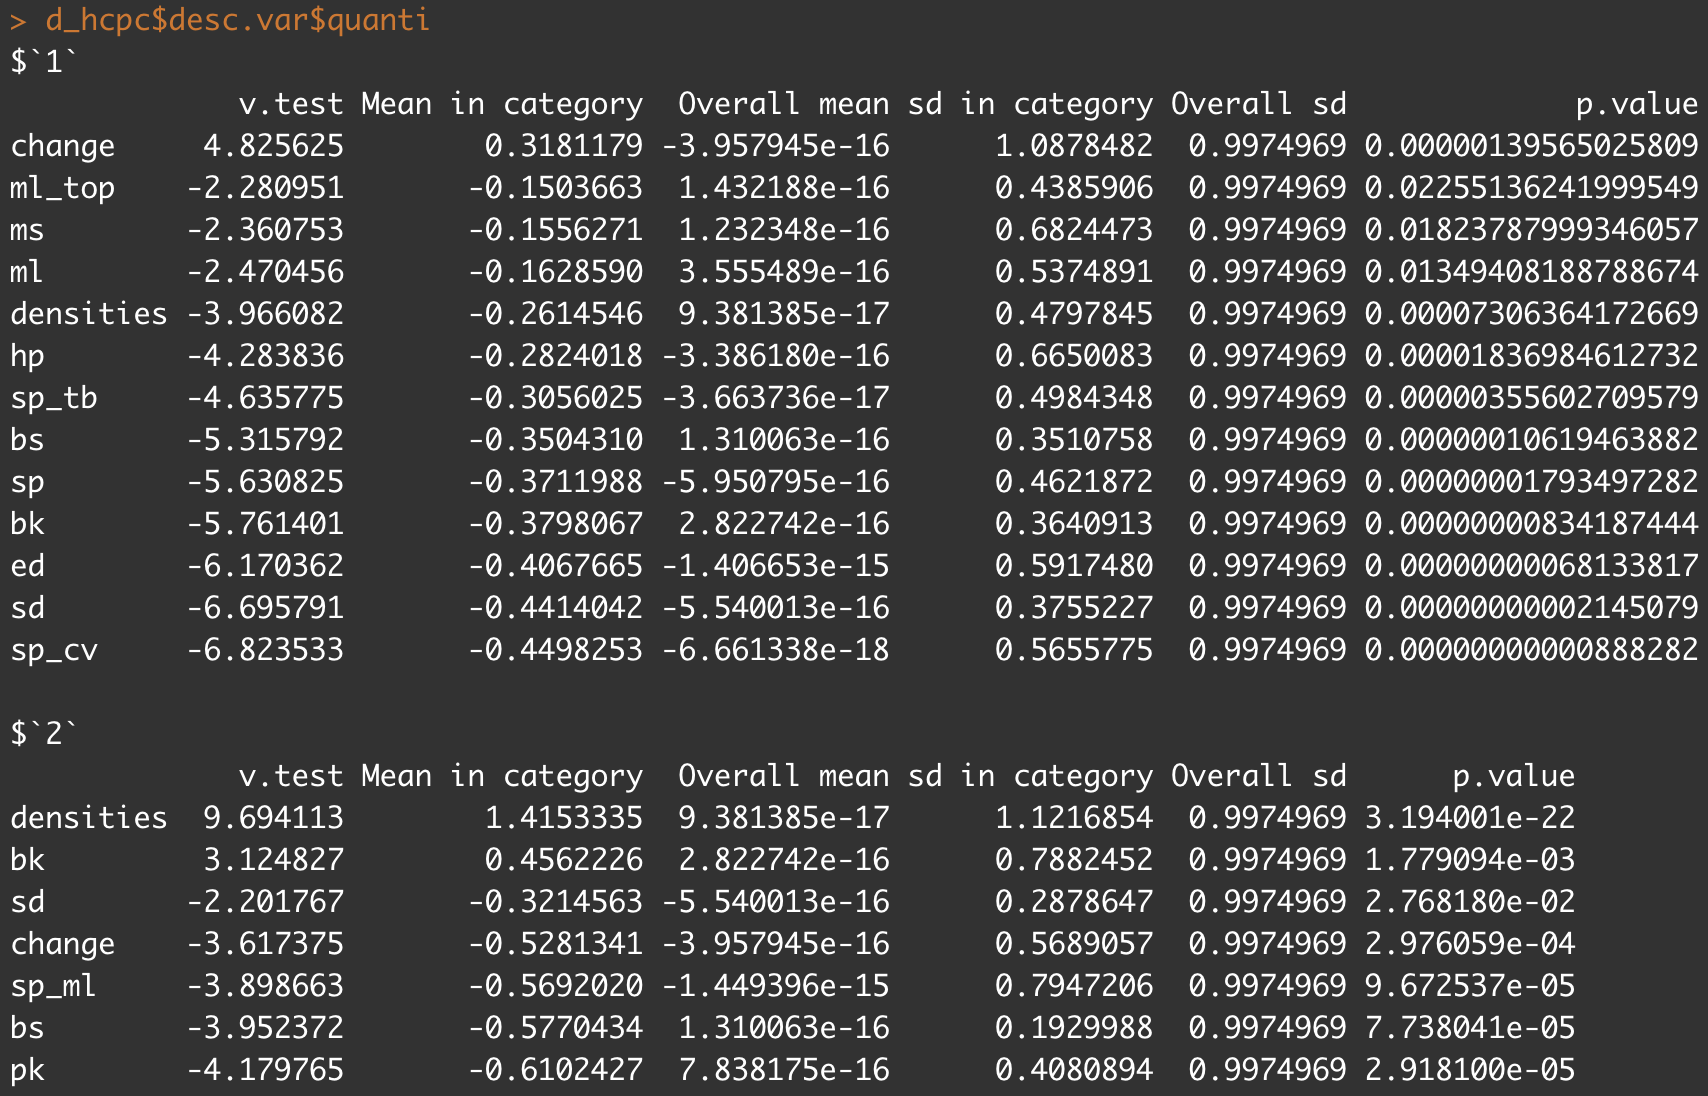 > d_hcpc$desc.var$quanti
$`1`
v.test Mean in category Overall mean sd in category Overall sd p.value
change 4.825625 0.3181179 -3.957945e-16 1.0878482 0.9974969 0.00000139565025809
ml_top -2.280951 -0.1503663 1.432188e-16 0.4385906 0.9974969 0.02255136241999549
ms -2.360753 -0.1556271 1.232348e-16 0.6824473 0.9974969 0.01823787999346057
ml -2.470456 -0.1628590 3.555489e-16 0.5374891 0.9974969 0.01349408188788674
densities -3.966082 -0.2614546 9.381385e-17 0.4797845 0.9974969 0.00007306364172669
hp -4.283836 -0.2824018 -3.386180e-16 0.6650083 0.9974969 0.00001836984612732
sp_tb -4.635775 -0.3056025 -3.663736e-17 0.4984348 0.9974969 0.00000355602709579
bs -5.315792 -0.3504310 1.310063e-16 0.3510758 0.9974969 0.00000010619463882
sp -5.630825 -0.3711988 -5.950795e-16 0.4621872 0.9974969 0.00000001793497282
bk -5.761401 -0.3798067 2.822742e-16 0.3640913 0.9974969 0.00000000834187444
ed -6.170362 -0.4067665 -1.406653e-15 0.5917480 0.9974969 0.00000000068133817
sd -6.695791 -0.4414042 -5.540013e-16 0.3755227 0.9974969 0.00000000002145079
sp_cv -6.823533 -0.4498253 -6.661338e-18 0.5655775 0.9974969 0.00000000000888282
$`2`
v.test Mean in category Overall mean sd in category Overall sd p.value
densities 9.694113 1.4153335 9.381385e-17 1.1216854 0.9974969 3.194001e-22
bk 3.124827 0.4562226 2.822742e-16 0.7882452 0.9974969 1.779094e-03
sd -2.201767 -0.3214563 -5.540013e-16 0.2878647 0.9974969 2.768180e-02
change -3.617375 -0.5281341 -3.957945e-16 0.5689057 0.9974969 2.976059e-04
sp_ml -3.898663 -0.5692020 -1.449396e-15 0.7947206 0.9974969 9.672537e-05
bs -3.952372 -0.5770434 1.310063e-16 0.1929988 0.9974969 7.738041e-05
pk -4.179765 -0.6102427 7.838175e-16 0.4080894 0.9974969 2.918100e-05